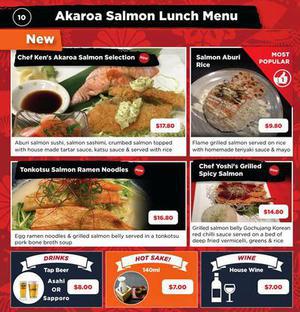 10
Akaroa Salmon Lunch Menu
New
Chef Ken's Akaroa Salmon Selection
$17.80
Aburi salmon sushi, salmon sashimi, crumbed salmon topped
with house made tartar sauce, katsu sauce & served with rice
Salmon Aburi
Rice
MOST
POPULAR
$9.80
Flame grilled salmon served on rice
with homemade teriyaki sauce & mayo
Tonkotsu Salmon Ramen Noodles
$16.80
Egg ramen noodles & grilled salmon belly served in a tonkotsu
pork bone broth soup
Chef Yoshi's Grilled
Spicy Salmon
$14.80
Grilled salmon belly Gochujang Korean
red chilli sauce served on a bed of
deep fried vermicelli, greens & rice
DRINKS
Tap Beer
Asahi
OR
Sapporo
$8.00
HOT SAKE!
140ml
$7.00
WINE
House Wine
$7.00